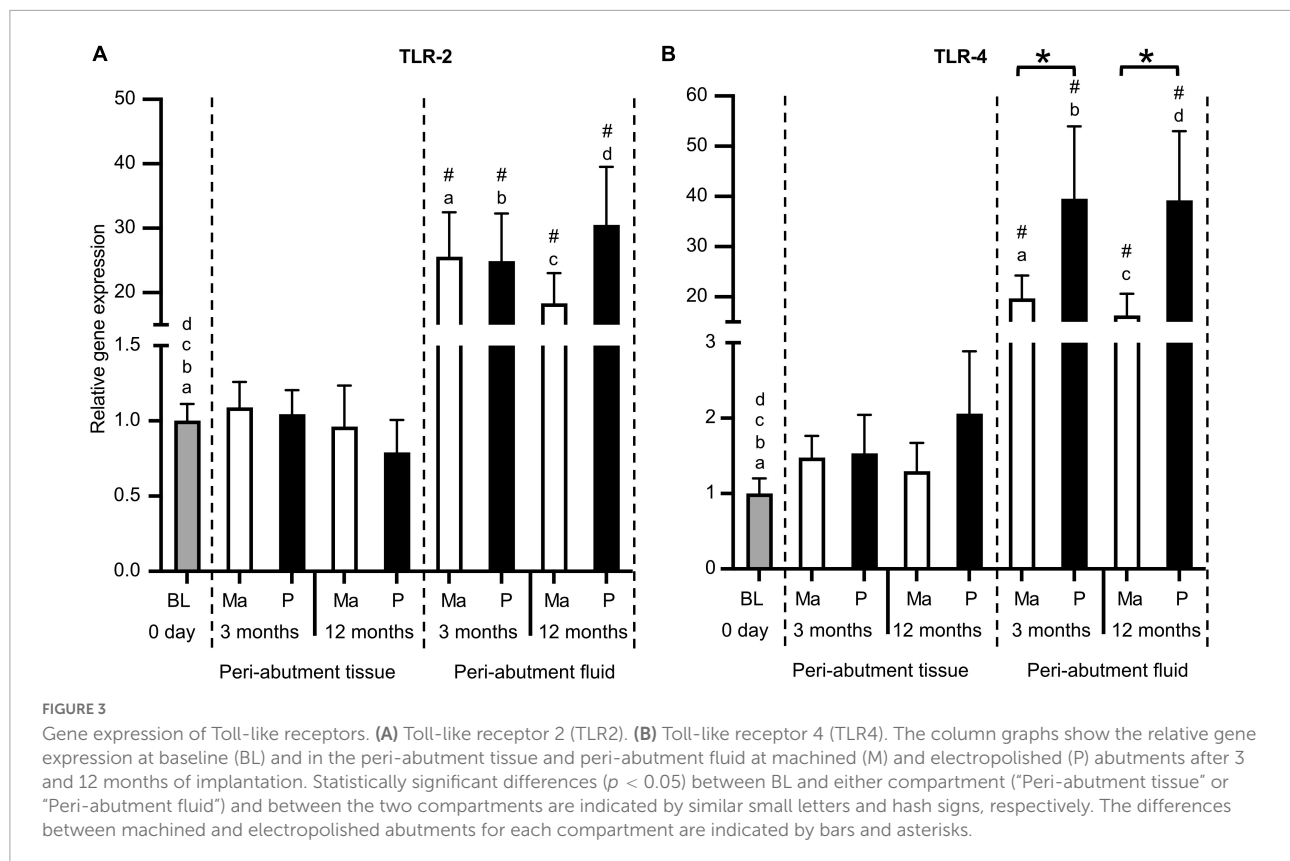 A
TLR-2
Relative gene expression
50
40
30
20
1.5
1.0
0.5
0.0
d
c
b
a
#
a
#
b
#
c
#
d
BL Ma P Ma P Ma P Ma P
0 day 3 months 12 months 3 months 12 months
Peri-abutment tissue Peri-abutment fluid
B
TLR-4
* *
60
50
40
30
20
3
2
1
0
d
c
b
a
#
a
#
b
#
c
#
d
BL Ma P Ma P Ma P Ma P
0 day 3 months 12 months 3 months 12 months
Peri-abutment tissue Peri-abutment fluid
FIGURE 3
Gene expression of Toll-like receptors. (A) Toll-like receptor 2 (TLR2). (B) Toll-like receptor 4 (TLR4). The column graphs show the relative gene
expression at baseline (BL) and in the peri-abutment tissue and peri-abutment fluid at machined (M) and electropolished (P) abutments after 3
and 12 months of implantation. Statistically significant differences (p < 0.05) between BL and either compartment (“Peri-abutment tissue” or
“Peri-abutment fluid”) and between the two compartments are indicated by similar small letters and hash signs, respectively. The differences
between machined and electropolished abutments for each compartment are indicated by bars and asterisks.